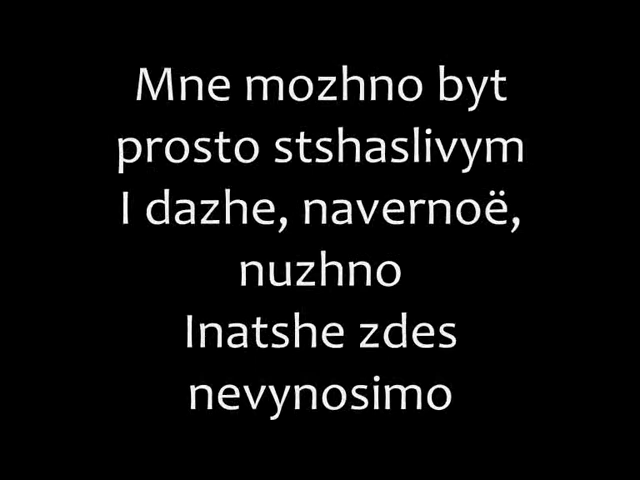 Mne mozhno byt
prosto stshaslivym
I dazhe, navernoë,
nuzhno
Inatshe zdes
nevynosimo